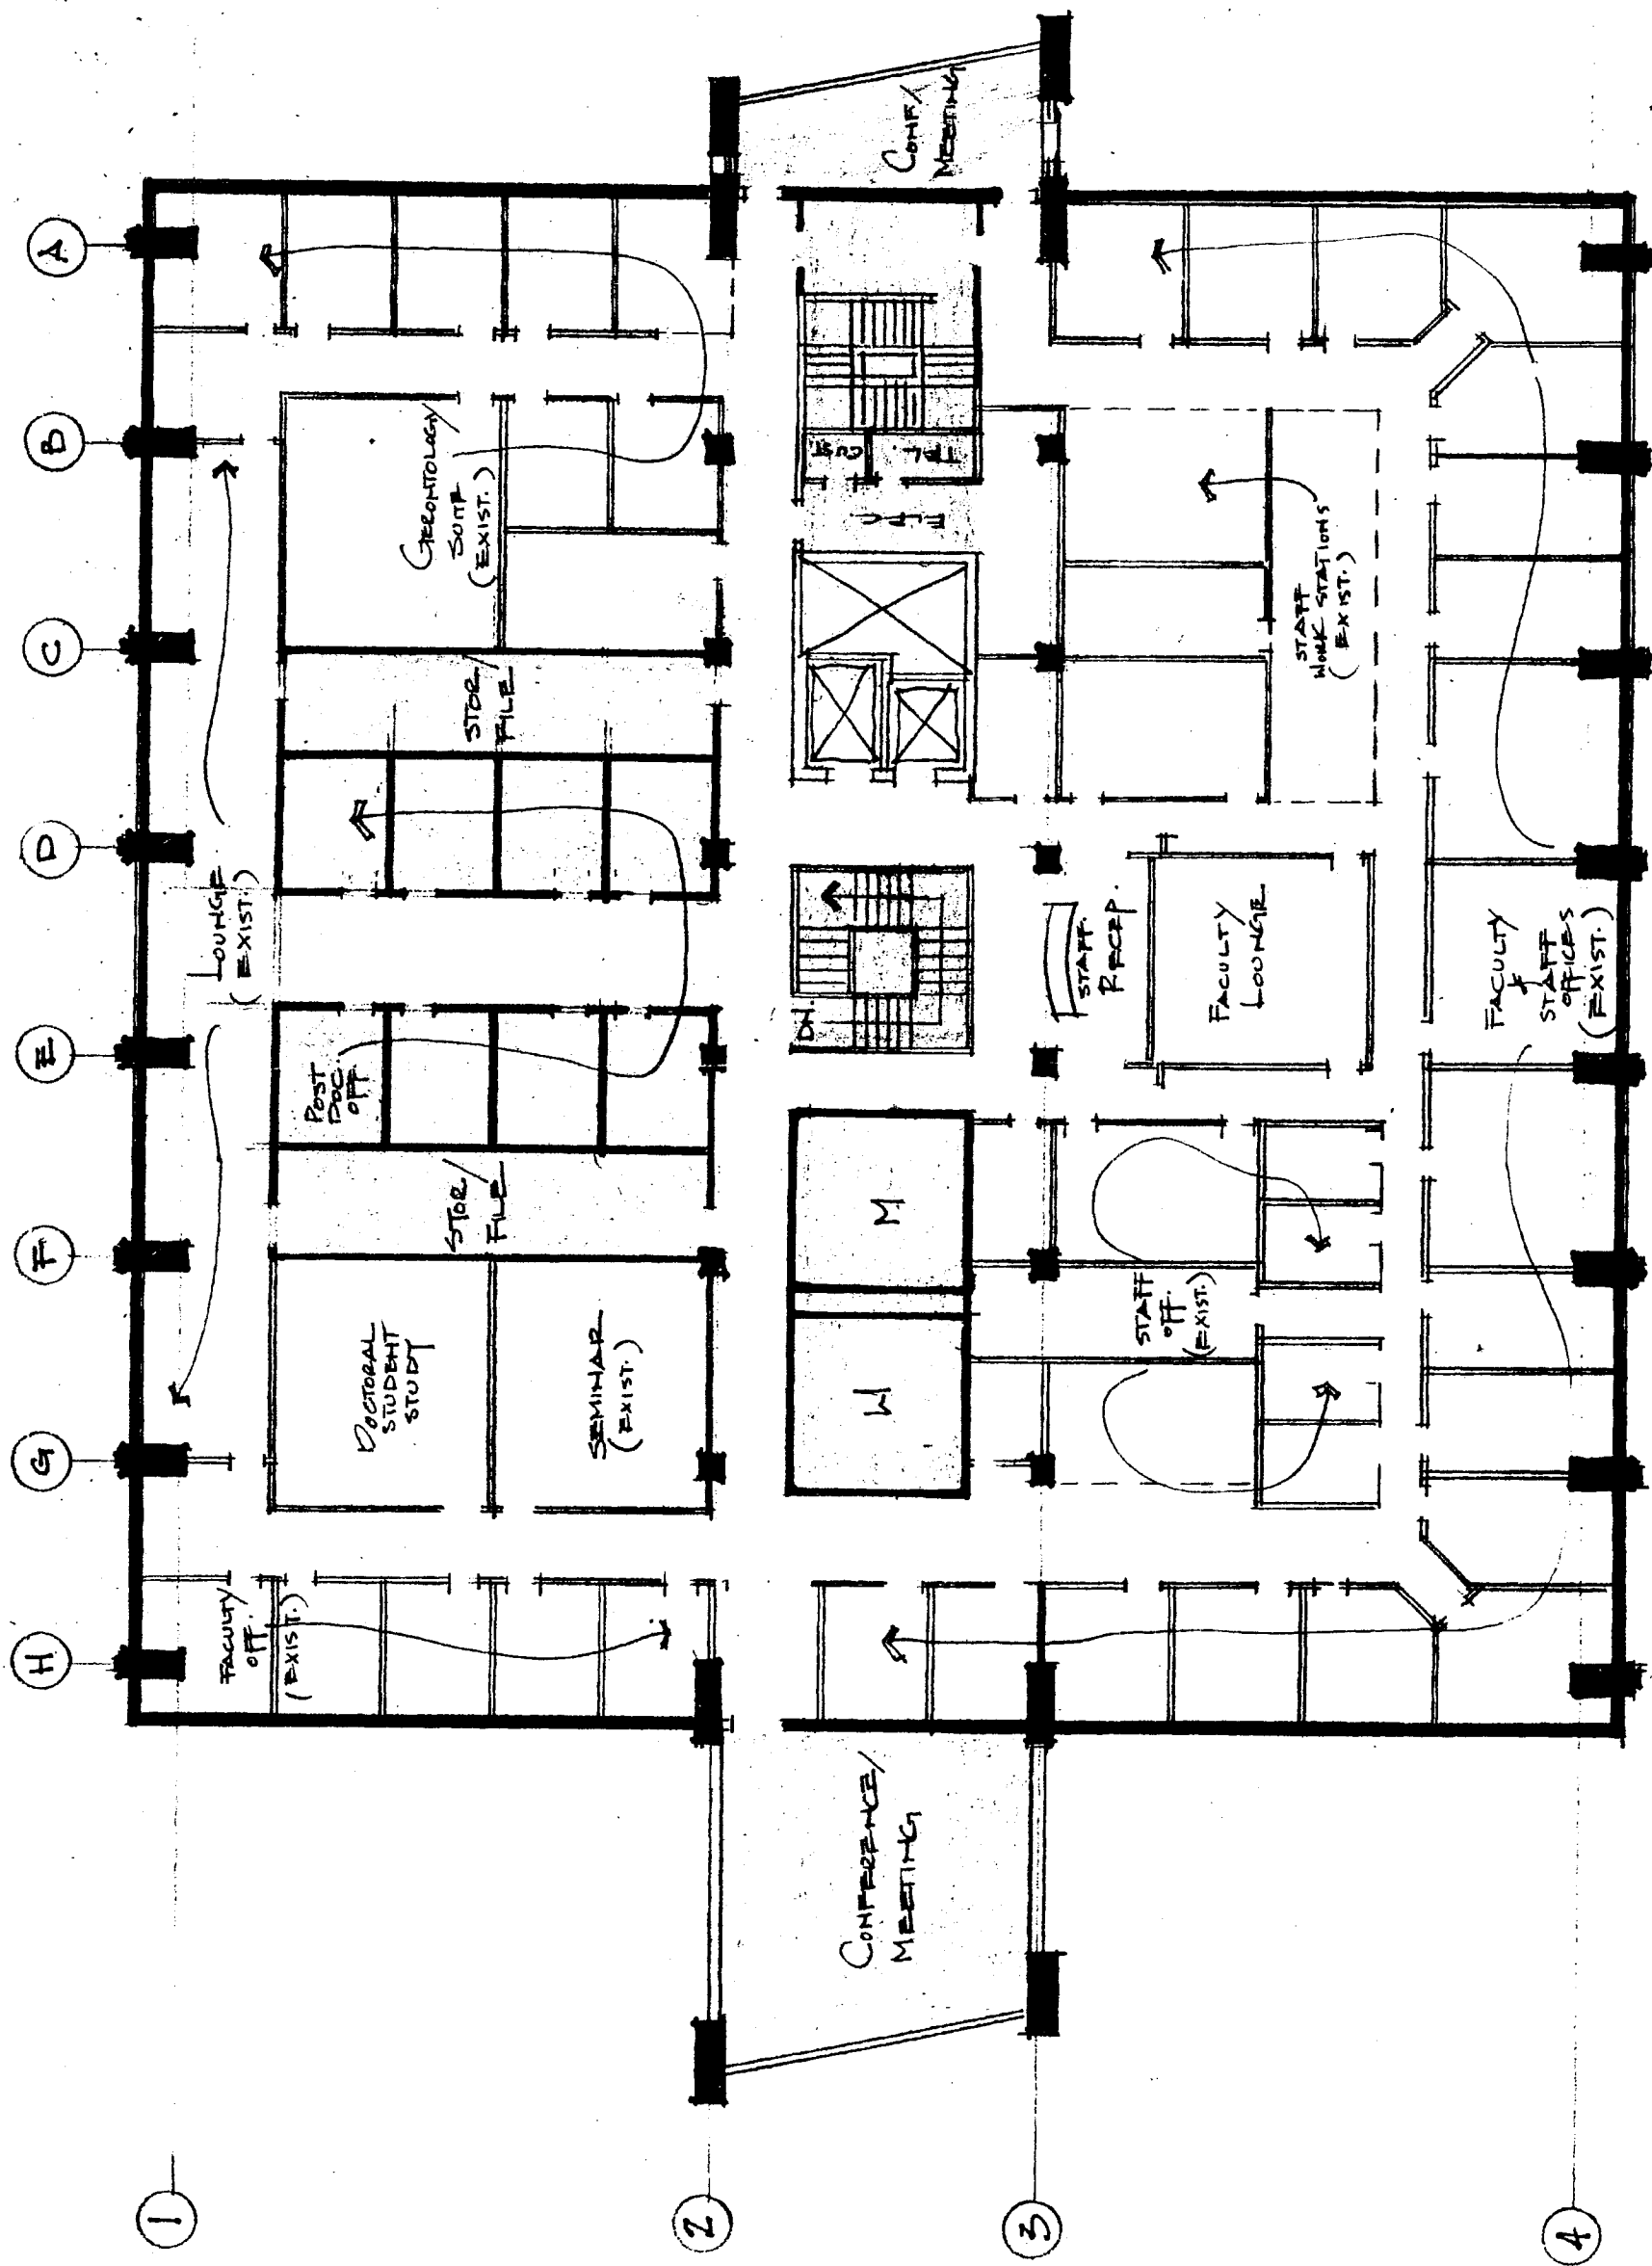 A
B
C
D
E
F
G
H
1
2
3
4
CONF/
MEETING
GERONTOLOGY/
SUITE
(EXIST.)
STOR/
FILE
LOUNGE
(EXIST.)
POST
DOC.
OFF.
STOR/
FILE
DOCTORAL
STUDENT
STUDY
SEMINAR
(EXIST.)
FACULTY/
OFF.
(EXIST.)
CUST
TEL.
ELEC
DN.
M
W
STAFF
WORK STATIONS
(EXIST.)
STAFF.
RECEP.
FACULTY
LOUNGE
FACULTY
&
STAFF
OFFICES
(EXIST.)
STAFF
OFF.
(EXIST.)
CONFERENCE/
MEETING